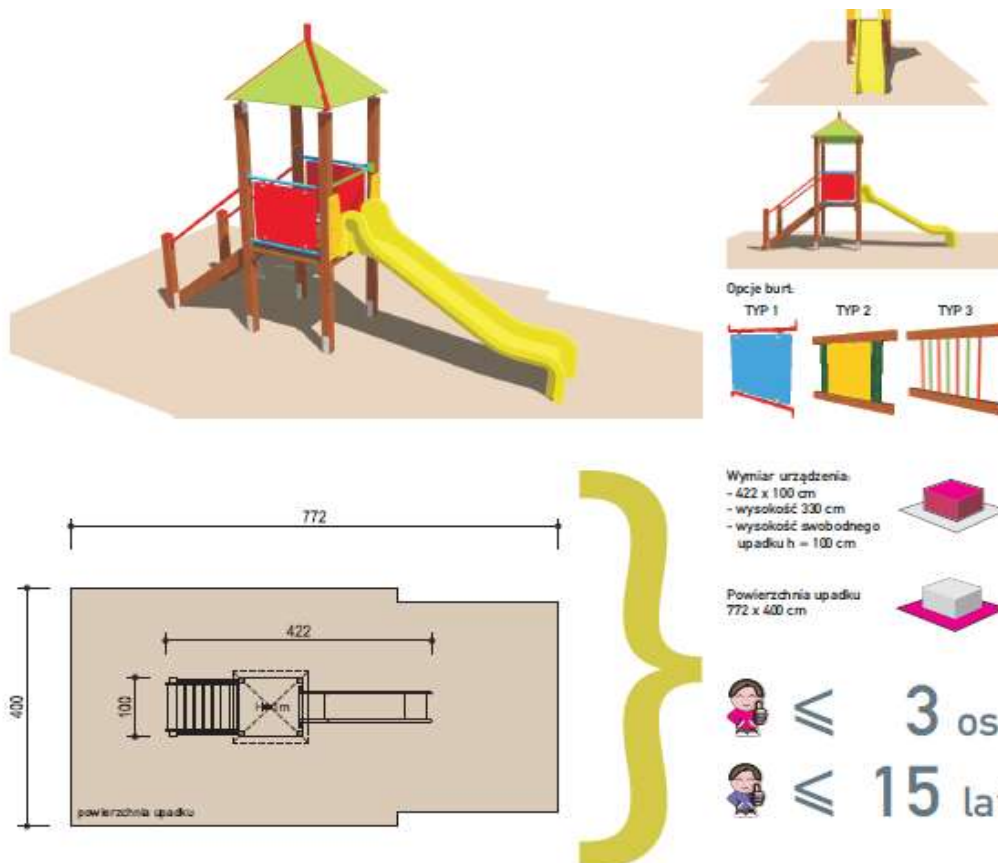 Opcje burt:
TYP 1
TYP 2
TYP 3
Wymiar urządzenia:
- 422 x 100 cm
- wysokość 330 cm
- wysokość swobodnego
upadku h = 100 cm
Powierzchnia upadku
772 x 400 cm
772
422
400
100
powierzchnia upadku
≤ 3 os
≤ 15 lat